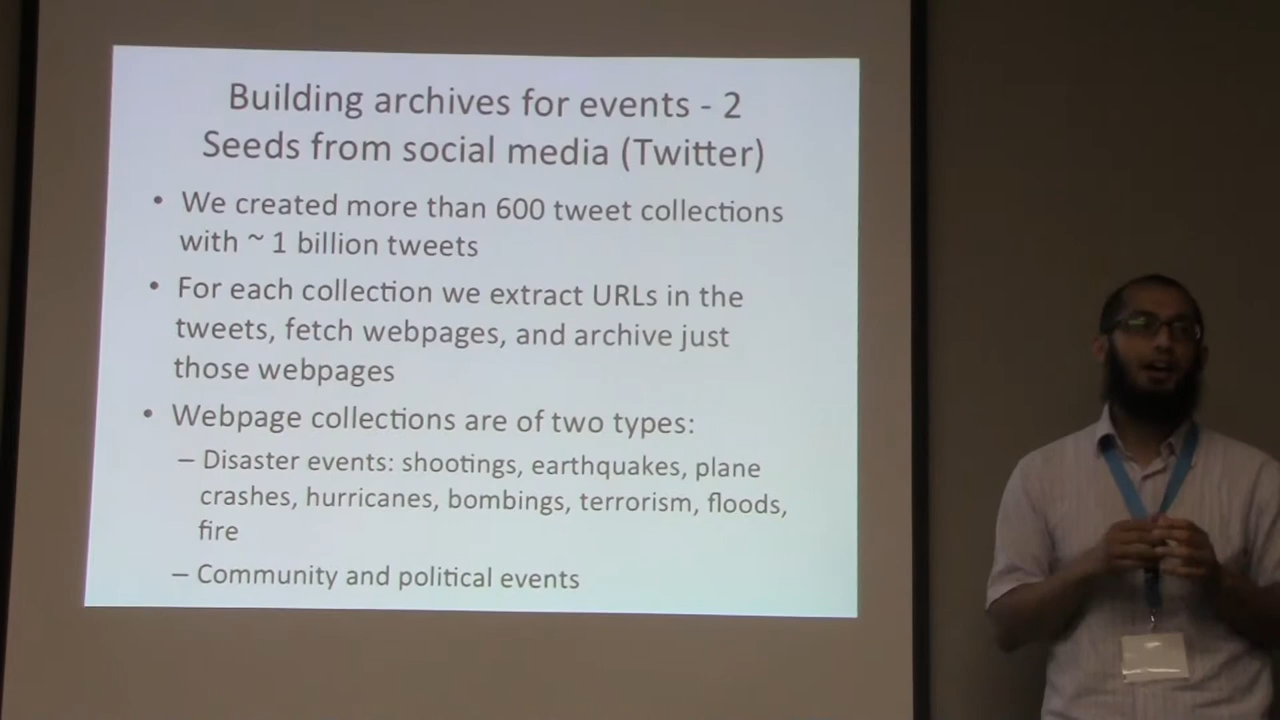 Building archives for events - 2
Seeds from social media (Twitter)
• We created more than 600 tweet collections
with ~ 1 billion tweets
• For each collection we extract URLs in the
tweets, fetch webpages, and archive just
those webpages
• Webpage collections are of two types:
– Disaster events: shootings, earthquakes, plane
crashes, hurricanes, bombings, terrorism, floods,
fire
– Community and political events